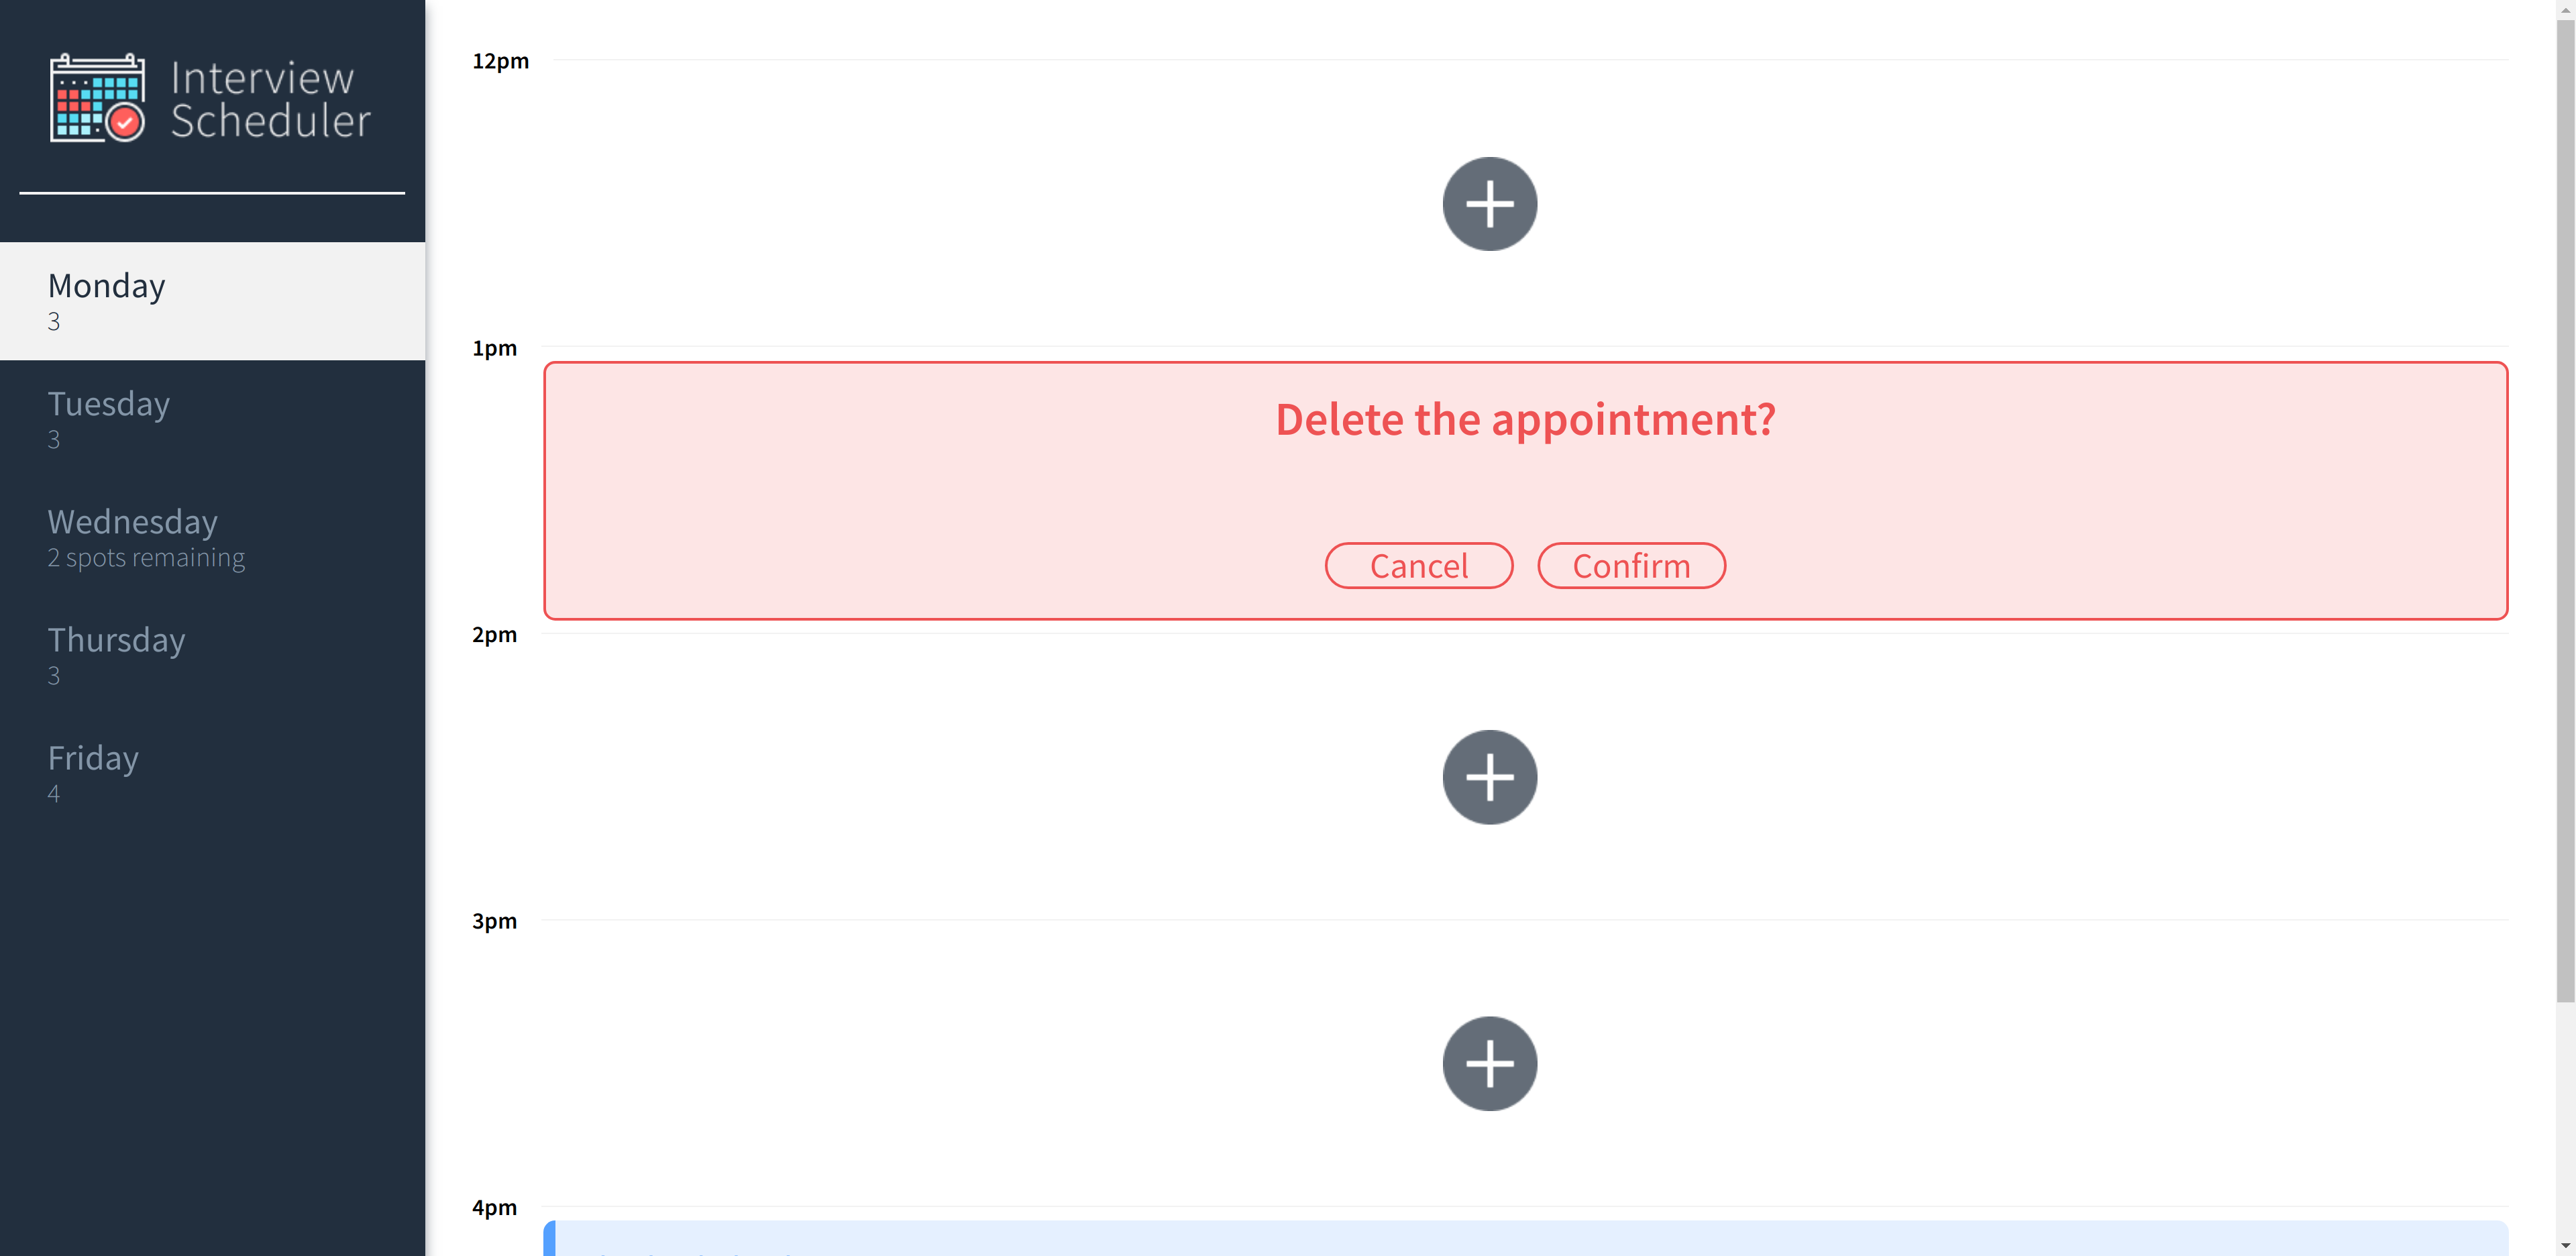 Interview
Scheduler
Monday
3
Tuesday
3
Wednesday
2 spots remaining
Thursday
3
Friday
4
12pm
1pm
Delete the appointment?
Cancel Confirm
2pm
3pm
4pm